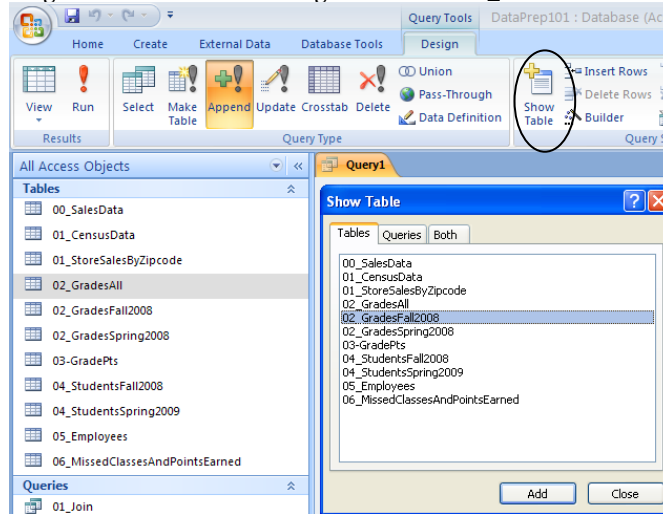 Query Tools DataPrep101 : Database (Ac
Home Create External Data Database Tools Design
View Run Select Make Table Append Update Crosstab Delete
Union
Pass-Through
Data Definition
Show Table
Insert Rows
Delete Rows
Builder
Results Query Type Query S
All Access Objects
Query1
Tables
00_SalesData
01_CensusData
01_StoreSalesByZipcode
02_GradesAll
02_GradesFall2008
02_GradesSpring2008
03-GradePts
04_StudentsFall2008
04_StudentsSpring2009
05_Employees
06_MissedClassesAndPointsEarned
Queries
01_Join
Show Table
Tables Queries Both
00_SalesData
01_CensusData
01_StoreSalesByZipcode
02_GradesAll
02_GradesFall2008
02_GradesSpring2008
03-GradePts
04_StudentsFall2008
04_StudentsSpring2009
05_Employees
06_MissedClassesAndPointsEarned
Add Close